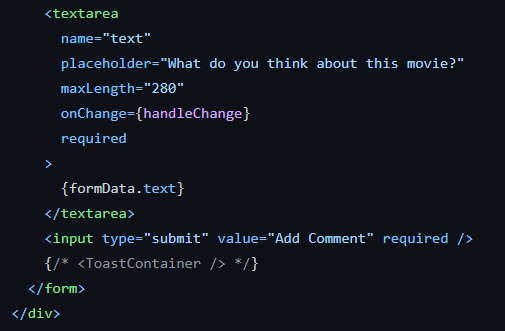 <textarea
name="text"
placeholder="What do you think about this movie?"
maxLength="280"
onChange={handleChange}
required
>
{formData.text}
</textarea>
<input type="submit" value="Add Comment" required />
{/* <ToastContainer /> */}
</form>
</div>